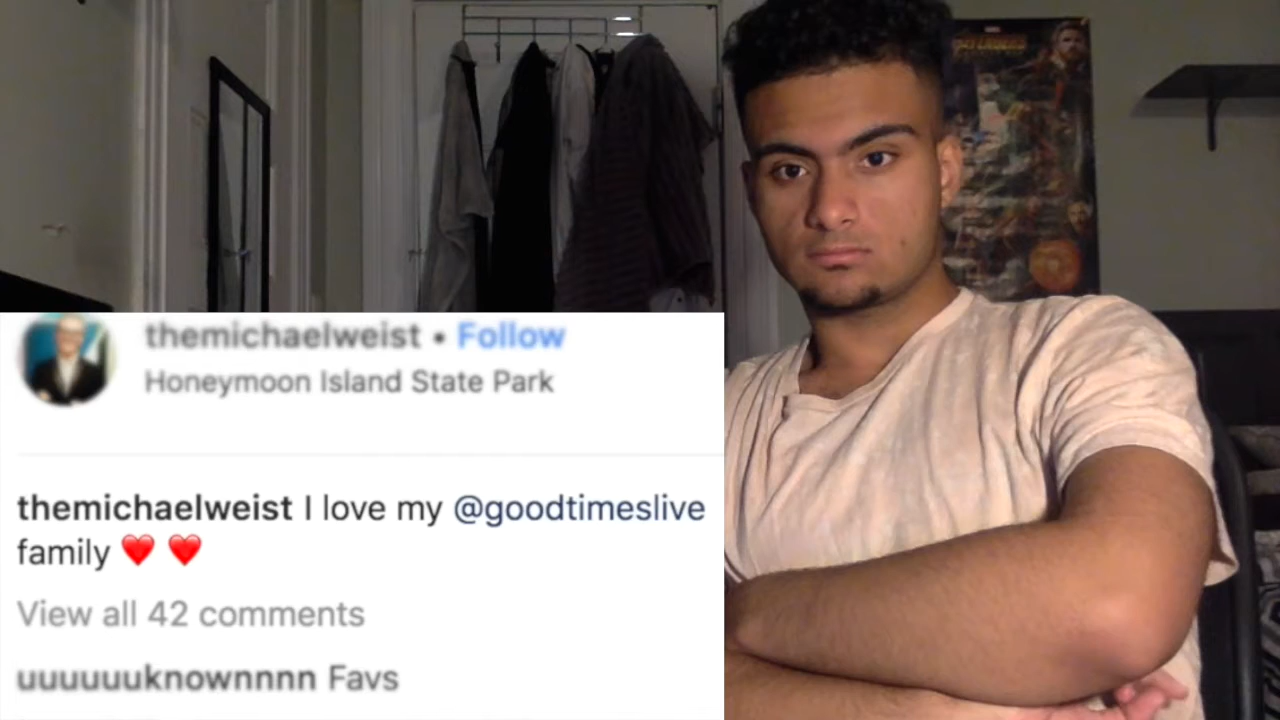 themichaelweist • Follow
Honeymoon Island State Park
themichaelweist I love my @goodtimeslive
family ❤️ ❤️
View all 42 comments
uuuuuuknownnnn Favs